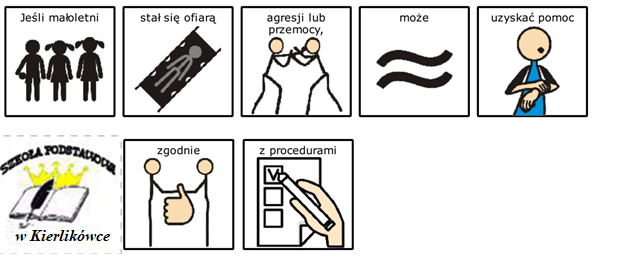 Jeśli małoletni
stał się ofiarą
agresji lub
przemocy,
może
uzyskać pomoc
SZKOŁA PODSTAWOWA
w Kierlikówce
zgodnie
z procedurami